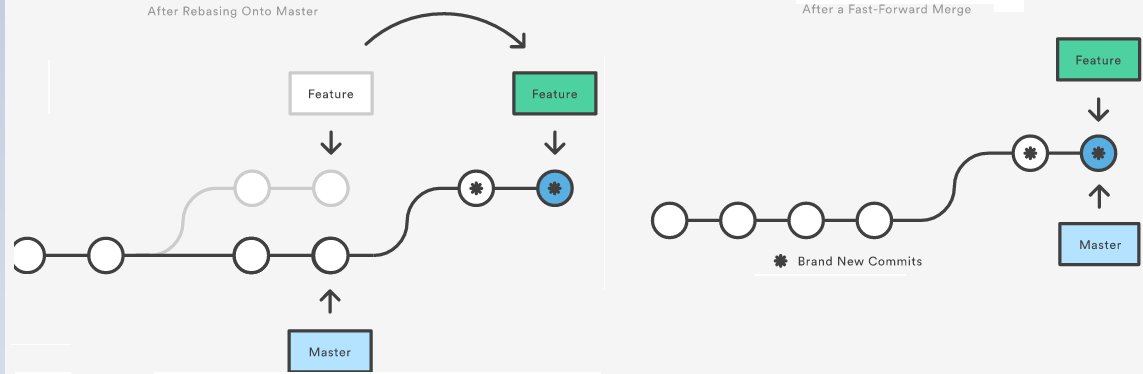 After Rebasing Onto Master
Feature
Feature
Master
After a Fast-Forward Merge
Feature
Master
Brand New Commits